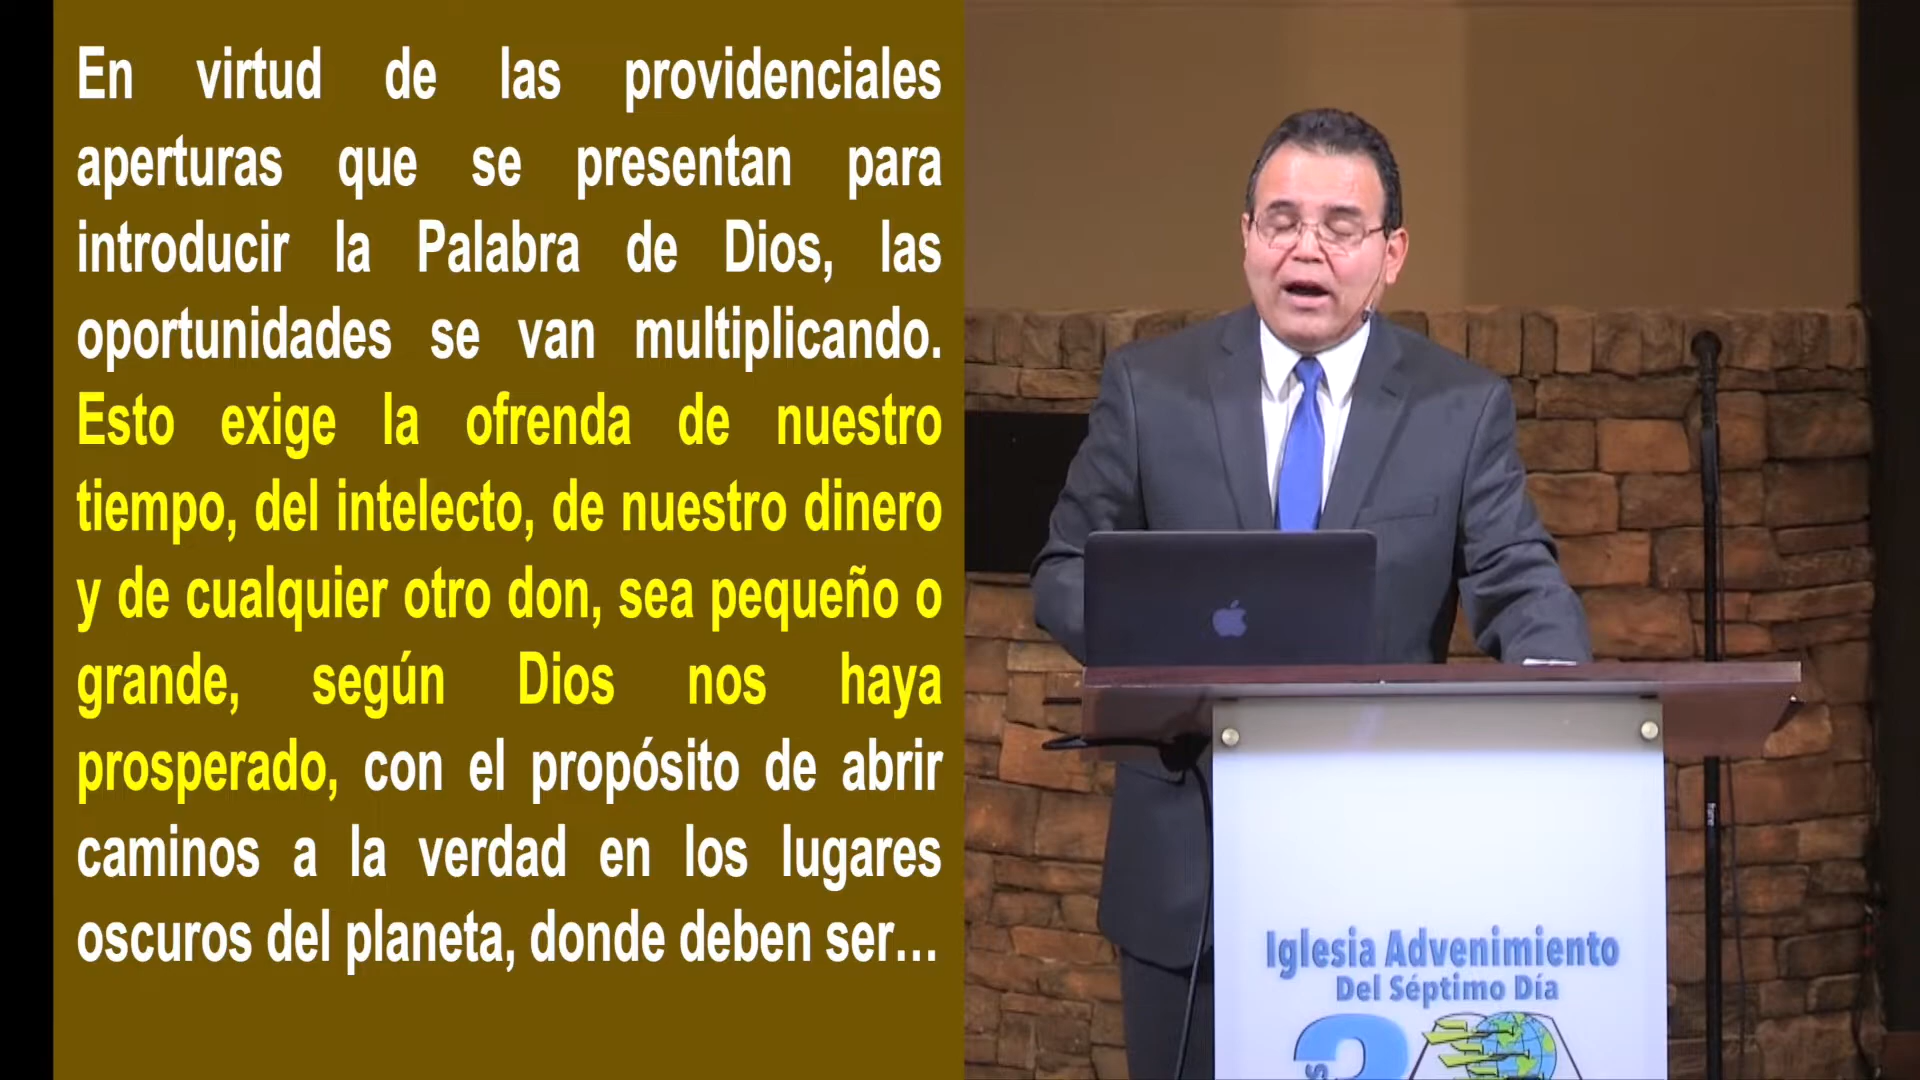 En virtud de las providenciales
aperturas que se presentan para
introducir la Palabra de Dios, las
oportunidades se van multiplicando.
Esto exige la ofrenda de nuestro
tiempo, del intelecto, de nuestro dinero
y de cualquier otro don, sea pequeño o
grande, según Dios nos haya
prosperado, con el propósito de abrir
caminos a la verdad en los lugares
oscuros del planeta, donde deben ser...
Iglesia Advenimiento
Del Séptimo Día
3